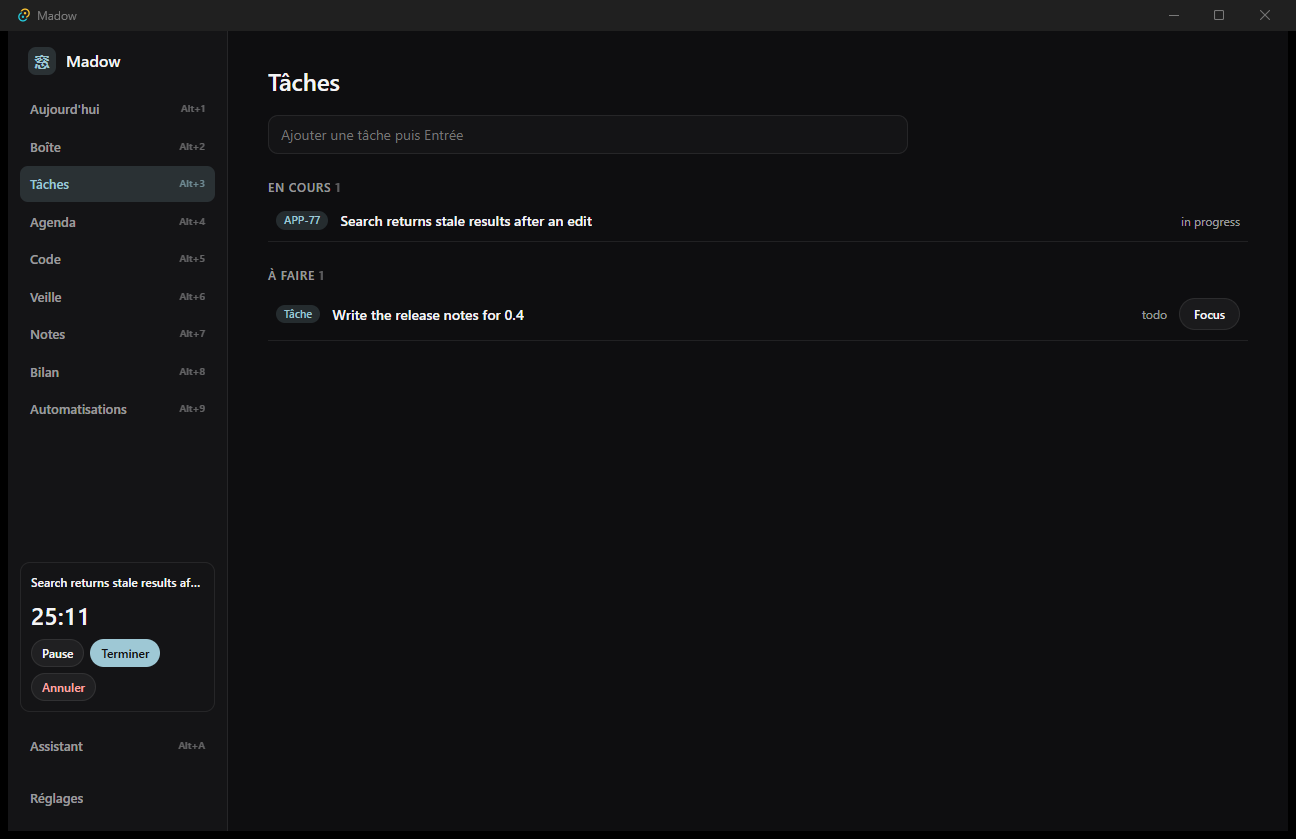 Madow
窓 Madow
Aujourd'hui Alt+1
Boîte Alt+2
Tâches Alt+3
Agenda Alt+4
Code Alt+5
Veille Alt+6
Notes Alt+7
Bilan Alt+8
Automatisations Alt+9
Search returns stale results af...
25:11
Pause Terminer
Annuler
Assistant Alt+A
Réglages
Tâches
Ajouter une tâche puis Entrée
EN COURS 1
APP-77 Search returns stale results after an edit in progress
À FAIRE 1
Tâche Write the release notes for 0.4 todo Focus